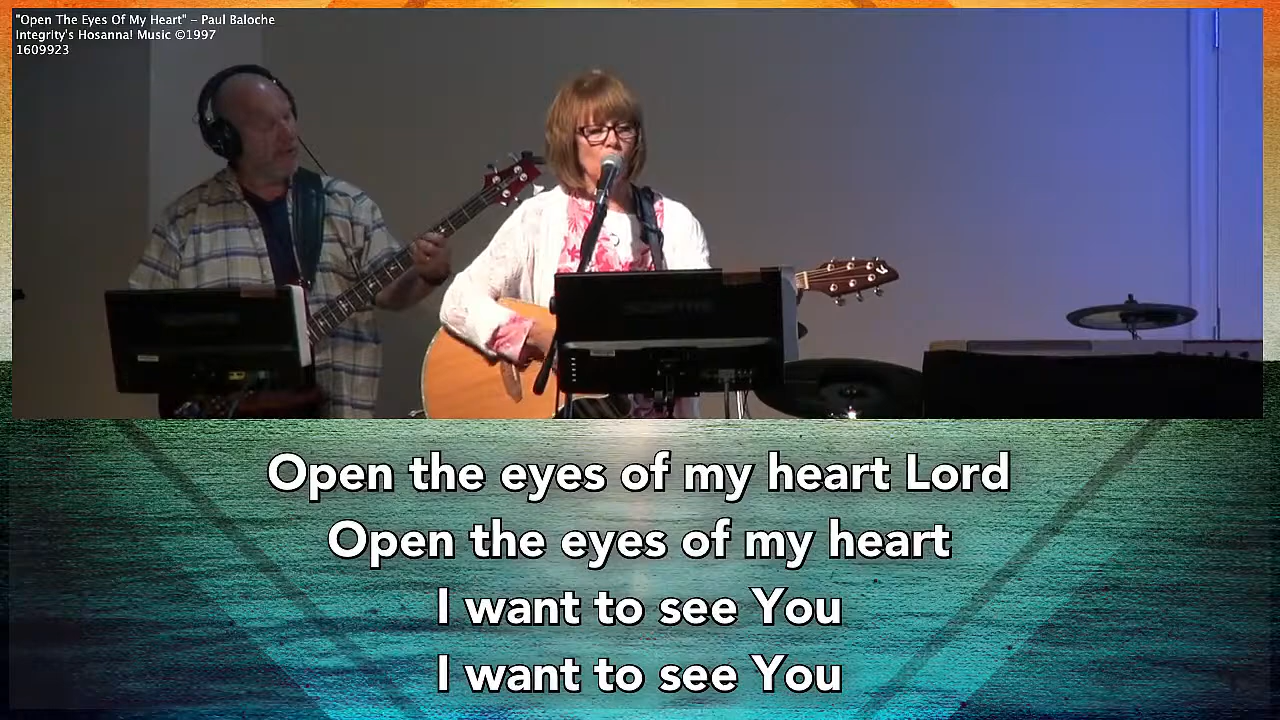 "Open The Eyes Of My Heart" – Paul Baloche
Integrity's Hosanna! Music ©1997
1609923
Open the eyes of my heart Lord
Open the eyes of my heart
I want to see You
I want to see You